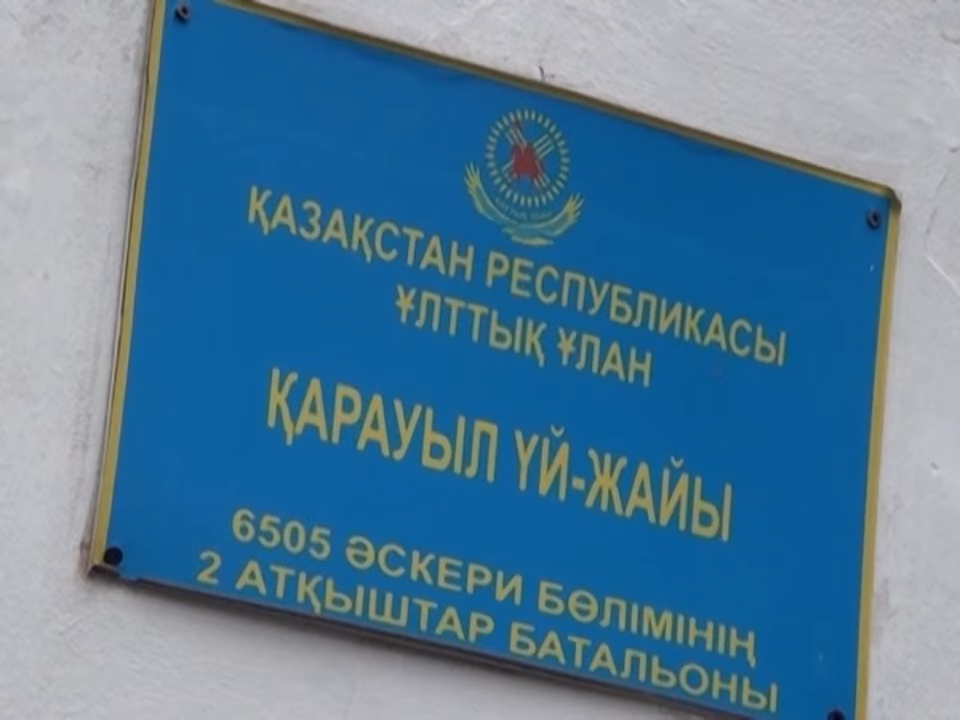 ҚАЗАҚСТАН РЕСПУБЛИКАСЫ
ҰЛТТЫҚ ҰЛАН
ҚАРАУЫЛ ҮЙ-ЖАЙЫ
6505 ӘСКЕРИ БӨЛІМІНІҢ
2 АТҚЫШТАР БАТАЛЬОНЫ